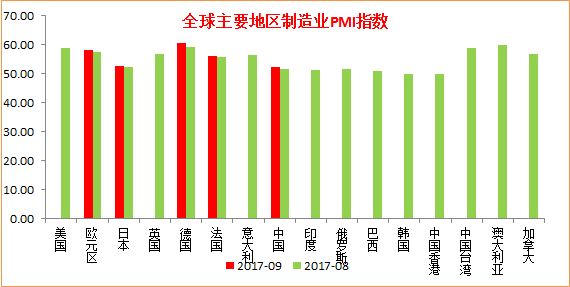 全球主要地区制造业PMI指数
70.00
60.00
50.00
40.00
30.00
20.00
10.00
0.00
美国
欧元区
日本
英国
德国
法国
意大利
中国
印度
俄罗斯
巴西
韩国
中国香港
中国台湾
澳大利亚
加拿大
2017-09
2017-08